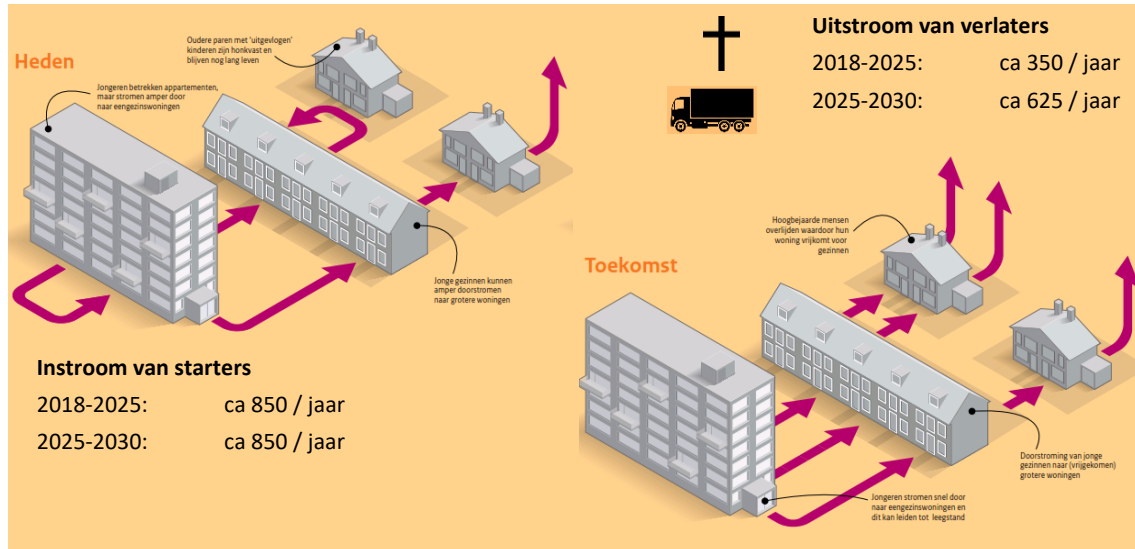 Heden
Oudere paren met ‘uitgevlogen’
kinderen zijn honkvast en
blijven nog lang leven
Jongeren betrekken appartementen,
maar stromen amper door
naar eengezinswoningen
Jonge gezinnen kunnen
amper doorstromen
naar grotere woningen
Instroom van starters
2018-2025: ca 850 / jaar
2025-2030: ca 850 / jaar
Uitstroom van verlaters
2018-2025: ca 350 / jaar
2025-2030: ca 625 / jaar
Toekomst
Hoogbejaarde mensen
overlijden waardoor hun
woning vrijkomt voor
gezinnen
Doorstroming van jonge
gezinnen naar (vrijgekomen)
grotere woningen
Jongeren stromen snel door
naar eengezinswoningen en
dit kan leiden tot leegstand